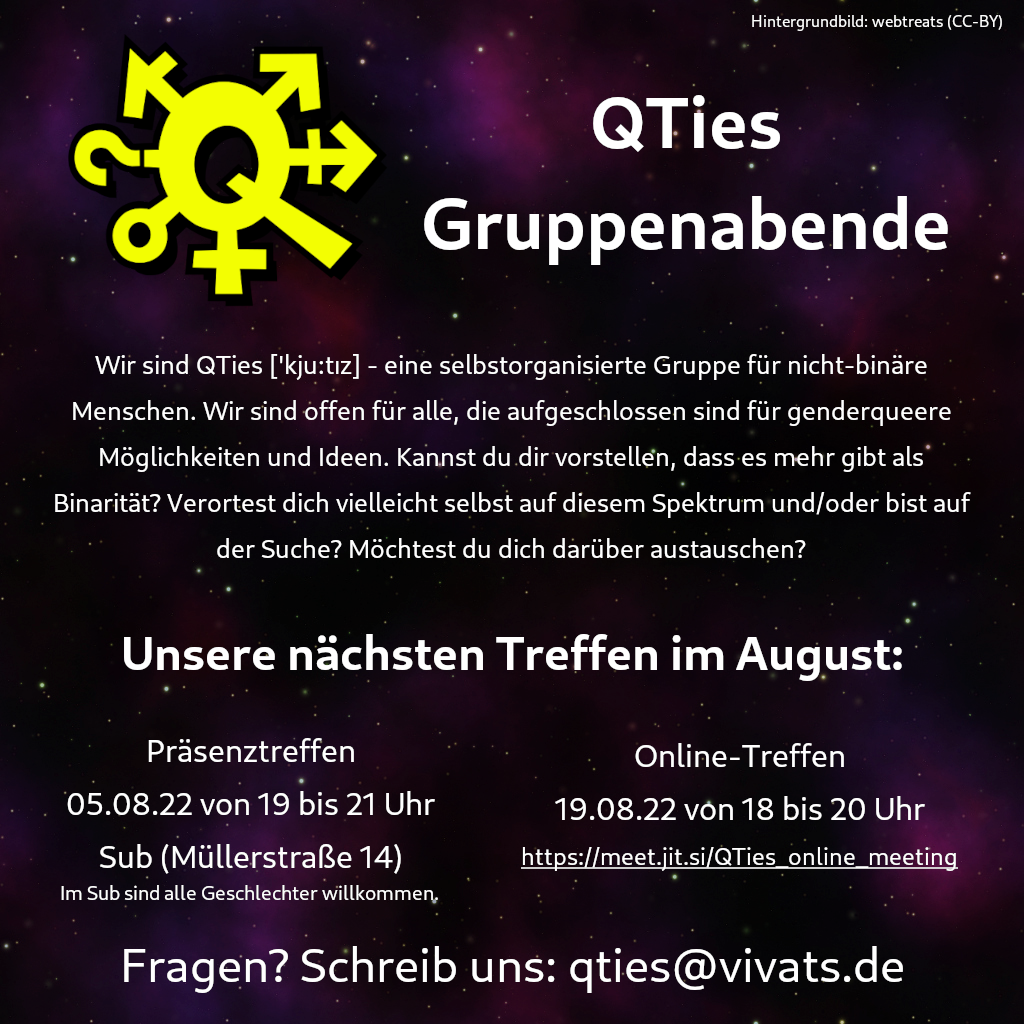 Hintergrundbild: webtreats (CC-BY)
QTies
Gruppenabende
Wir sind QTies ['kju:tɪz] - eine selbstorganisierte Gruppe für nicht-binäre
Menschen. Wir sind offen für alle, die aufgeschlossen sind für genderqueere
Möglichkeiten und Ideen. Kannst du dir vorstellen, dass es mehr gibt als
Binarität? Verortest dich vielleicht selbst auf diesem Spektrum und/oder bist auf
der Suche? Möchtest du dich darüber austauschen?
Unsere nächsten Treffen im August:
Präsenztreffen
05.08.22 von 19 bis 21 Uhr
Sub (Müllerstraße 14)
Im Sub sind alle Geschlechter willkommen.
Online-Treffen
19.08.22 von 18 bis 20 Uhr
https://meet.jit.si/QTies_online_meeting
Fragen? Schreib uns: qties@vivats.de